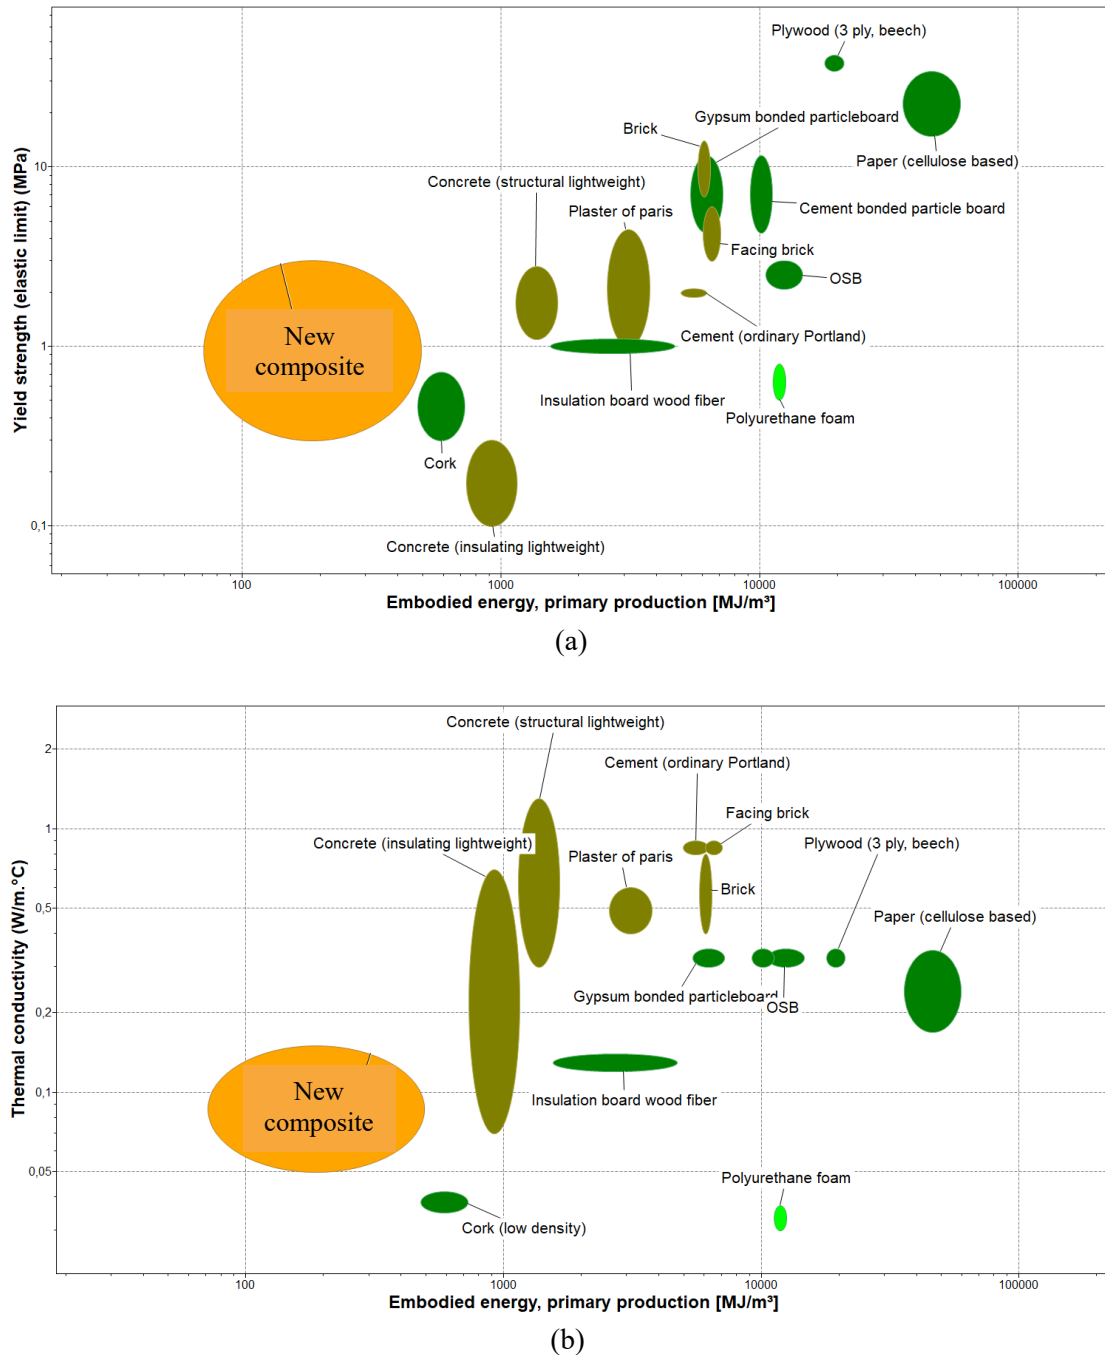 Plywood (3 ply, beech)
Gypsum bonded particleboard
Brick
Paper (cellulose based)
Concrete (structural lightweight)
Plaster of paris
Cement bonded particle board
Facing brick
OSB
New
composite
Cement (ordinary Portland)
Insulation board wood fiber
Polyurethane foam
Cork
Concrete (insulating lightweight)
Yield strength (elastic limit) (MPa)
10
1
0,1
100
1000
10000
100000
Embodied energy, primary production [MJ/m³]
(a)
Concrete (structural lightweight)
Cement (ordinary Portland)
Facing brick
Concrete (insulating lightweight)
Plaster of paris
Plywood (3 ply, beech)
Brick
Paper (cellulose based)
Gypsum bonded particleboard
OSB
New
composite
Insulation board wood fiber
Polyurethane foam
Cork (low density)
Thermal conductivity (W/m.°C)
2
1
0,5
0,2
0,1
0,05
100
1000
10000
100000
Embodied energy, primary production [MJ/m³]
(b)